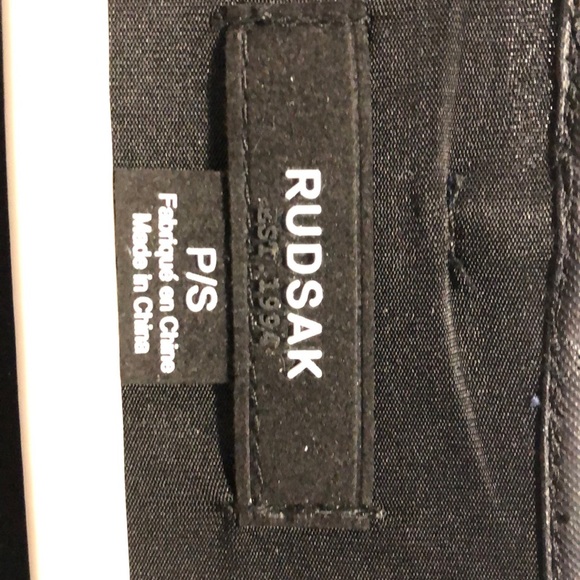 RUDSAK
EST.1994
P/S
Fabriqué en Chine
Made in China